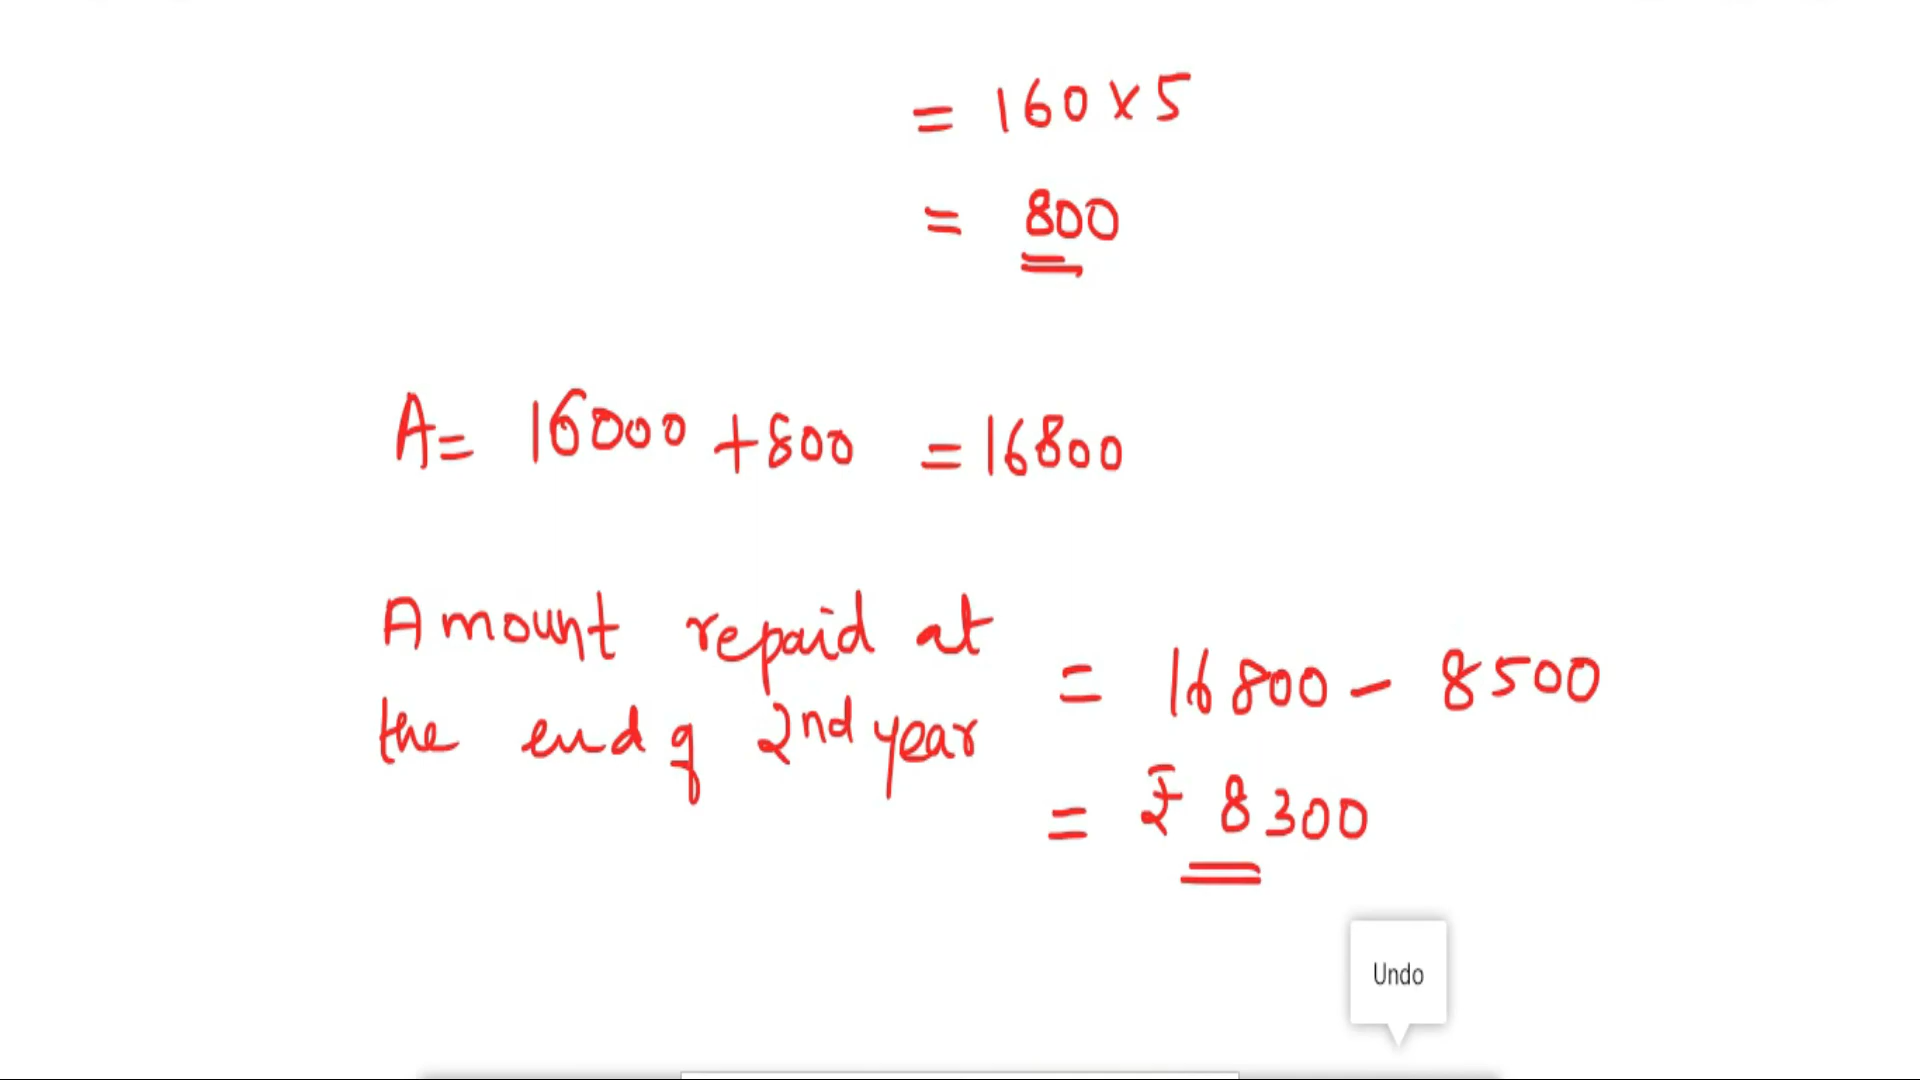 = 160 x 5
= 800
A= 16000 +800 =16800
Amount repaid at
the end of 2nd year
= 16800 - 8500
= ₹ 8300
Undo